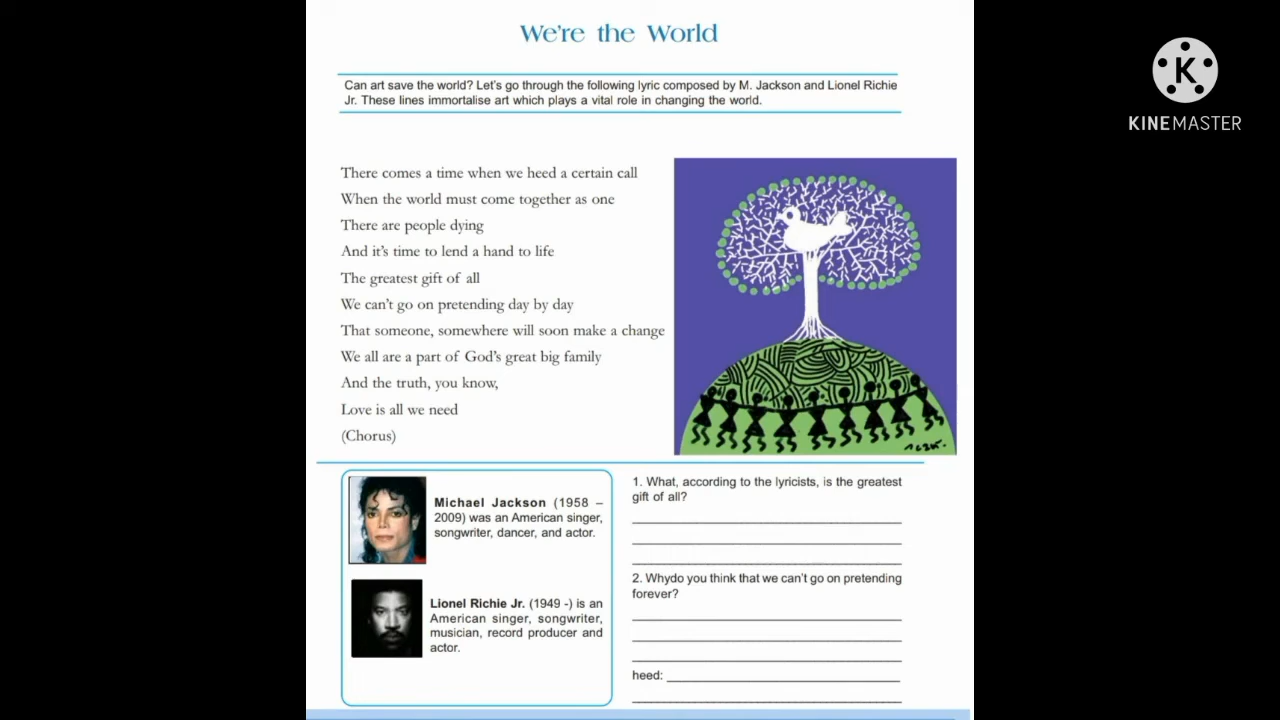 We're the World
Can art save the world? Let's go through the following lyric composed by M. Jackson and Lionel Richie
Jr. These lines immortalise art which plays a vital role in changing the world.
There comes a time when we heed a certain call
When the world must come together as one
There are people dying
And it's time to lend a hand to life
The greatest gift of all
We can't go on pretending day by day
That someone, somewhere will soon make a change
We all are a part of God's great big family
And the truth, you know,
Love is all we need
(Chorus)
Michael Jackson (1958 –
2009) was an American singer,
songwriter, dancer, and actor.
Lionel Richie Jr. (1949 -) is an
American singer, songwriter,
musician, record producer and
actor.
1. What, according to the lyricists, is the greatest
gift of all?
2. Whydo you think that we can't go on pretending
forever?
heed:
KINEMASTER